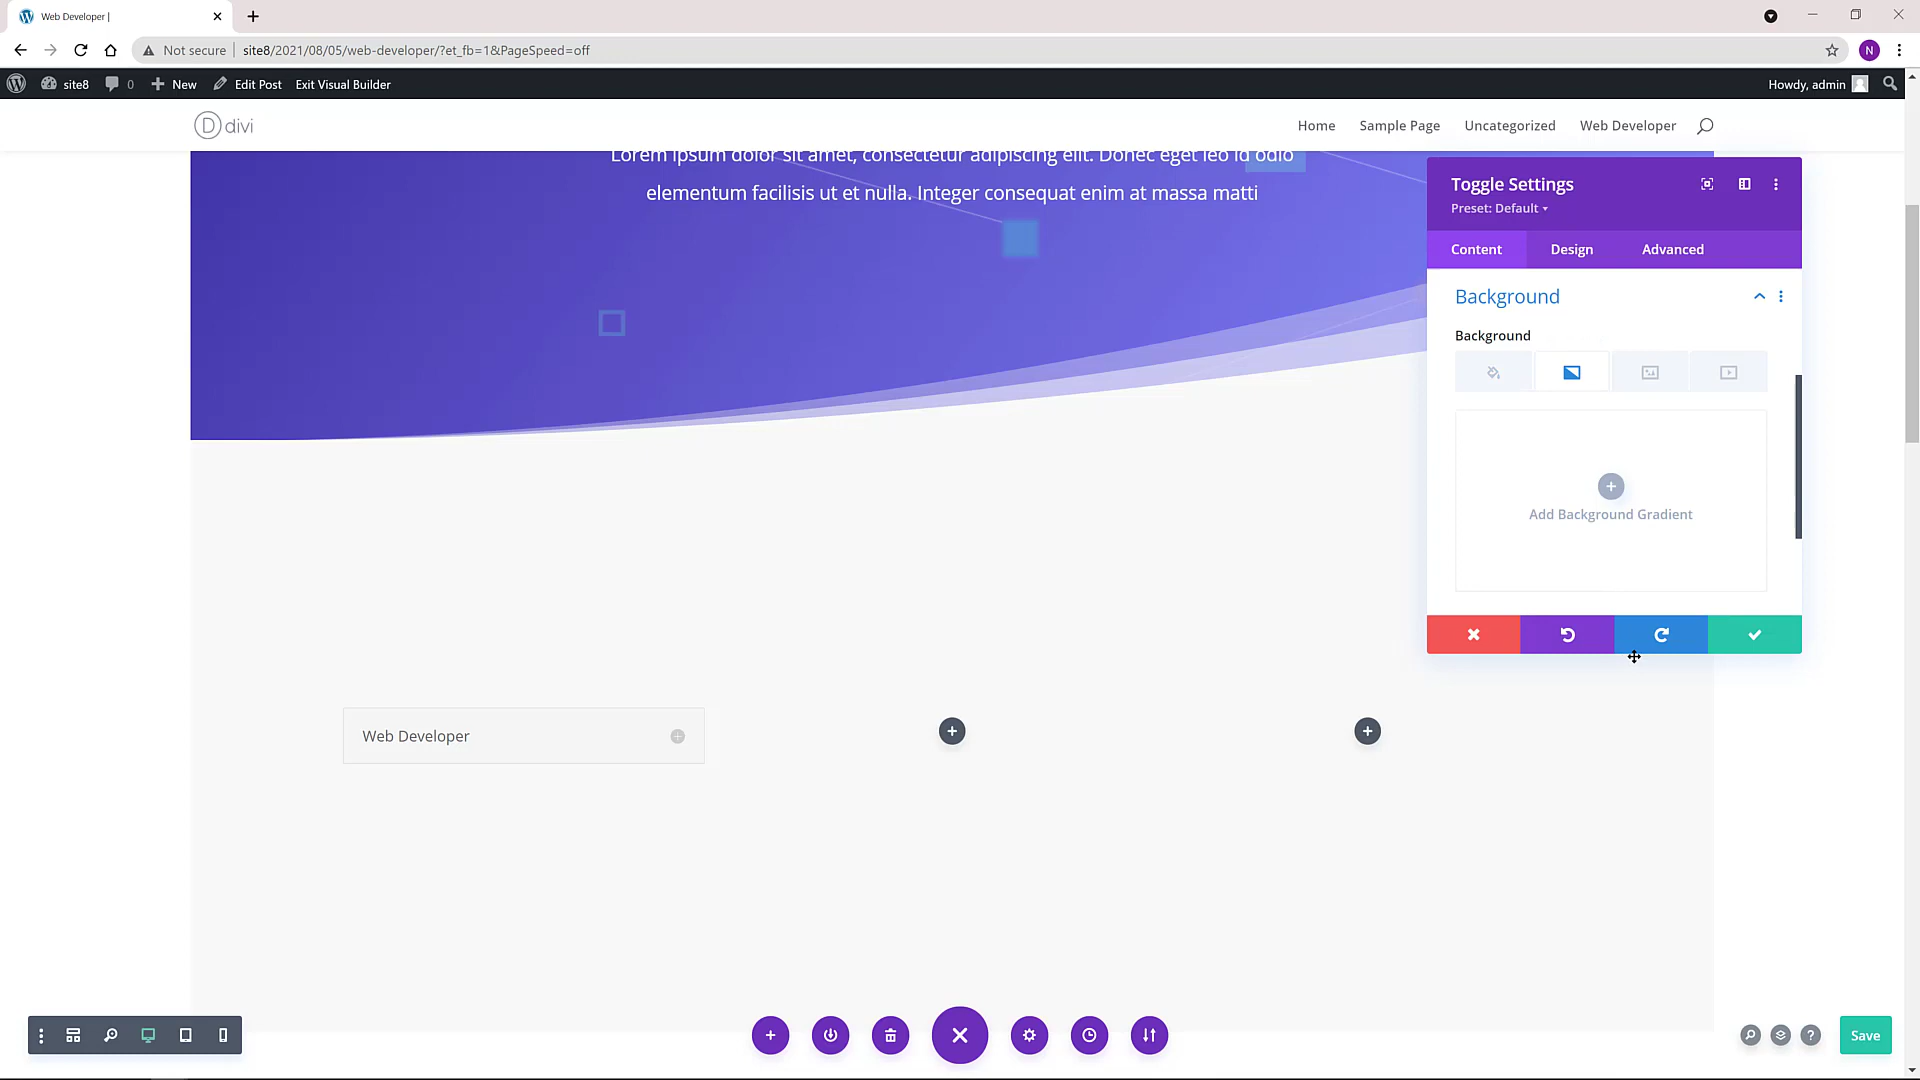 Web Developer |
Not secure
site8/2021/08/05/web-developer/?et_fb=1&PageSpeed=off
N
site8
0
New
Edit Post
Exit Visual Builder
Howdy, admin
D divi
Home
Sample Page
Uncategorized
Web Developer
Lorem ipsum dolor sit amet, consectetur adipiscing elit. Donec eget leo id odio
elementum facilisis ut et nulla. Integer consequat enim at massa matti
Toggle Settings
Preset: Default
Content
Design
Advanced
Background
Background
Add Background Gradient
Web Developer
Save